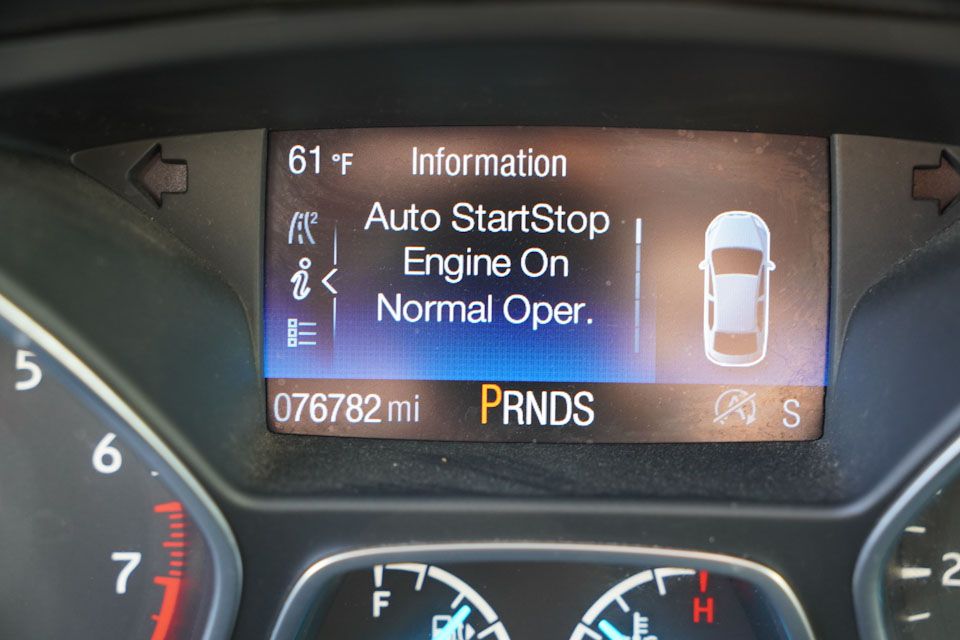 61 °F Information
Auto StartStop
Engine On
Normal Oper.
076782 mi PRNDS A S
5
6
7
F
H
2